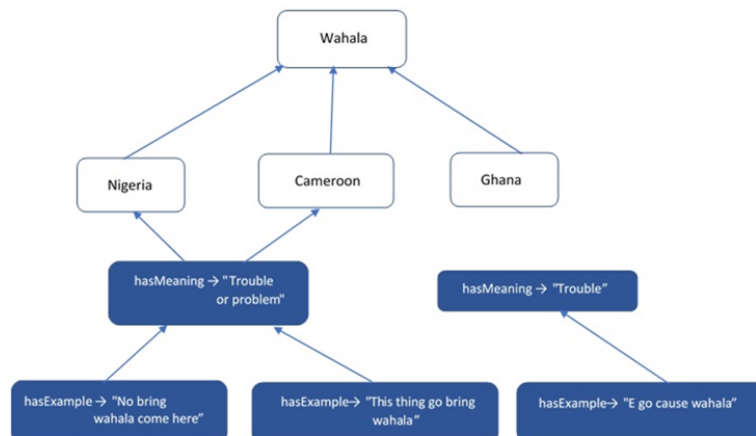 Wahala
Nigeria
Cameroon
Ghana
hasMeaning → "Trouble
or problem"
hasMeaning → "Trouble"
hasExample → "No bring
wahala come here"
hasExample→ "This thing go bring
wahala"
hasExample→ "E go cause wahala"